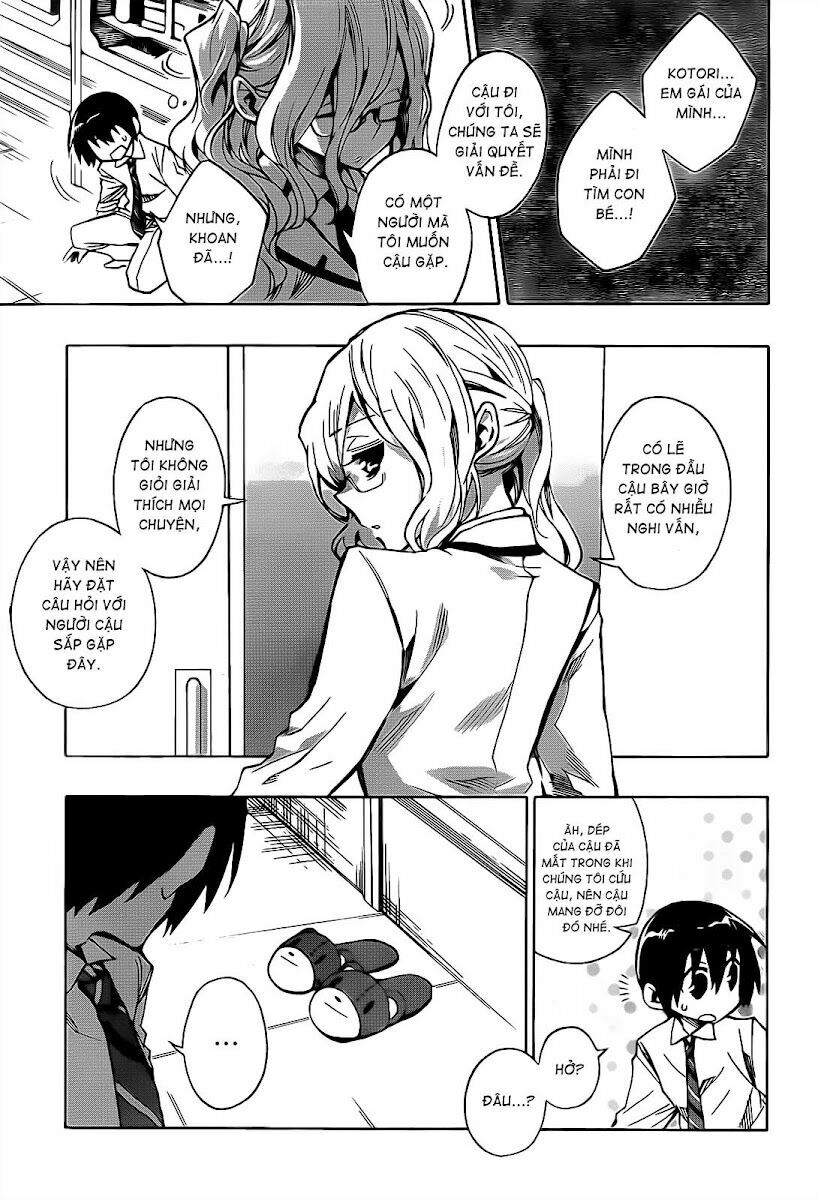 KOTORI...
EM GÁI CỦA
MÌNH...
MÌNH
PHẢI ĐI
TÌM CON
BÉ...!
CẬU ĐI
VỚI TÔI,
CHÚNG TA SẼ
GIẢI QUYẾT
VẤN ĐỀ.
CÓ MỘT
NGƯỜI MÀ
TÔI MUỐN
CẬU GẶP.
NHƯNG,
KHOAN
ĐÃ...!
CÓ LẼ
TRONG ĐẦU
CẬU BÂY GIỜ
RẤT CÓ NHIỀU
NGHI VẤN,
NHƯNG
TÔI KHÔNG
GIỎI GIẢI
THÍCH MỌI
CHUYỆN,
VẬY NÊN
HÃY ĐẶT
CÂU HỎI VỚI
NGƯỜI CẬU
SẮP GẶP
ĐÂY.
ÀH, DÉP
CỦA CẬU ĐÃ
MẤT TRONG KHI
CHÚNG TÔI CỨU
CẬU, NÊN CẬU
MANG ĐỠ ĐÔI
ĐÓ NHÉ.
HỞ?
ĐÂU...?
...